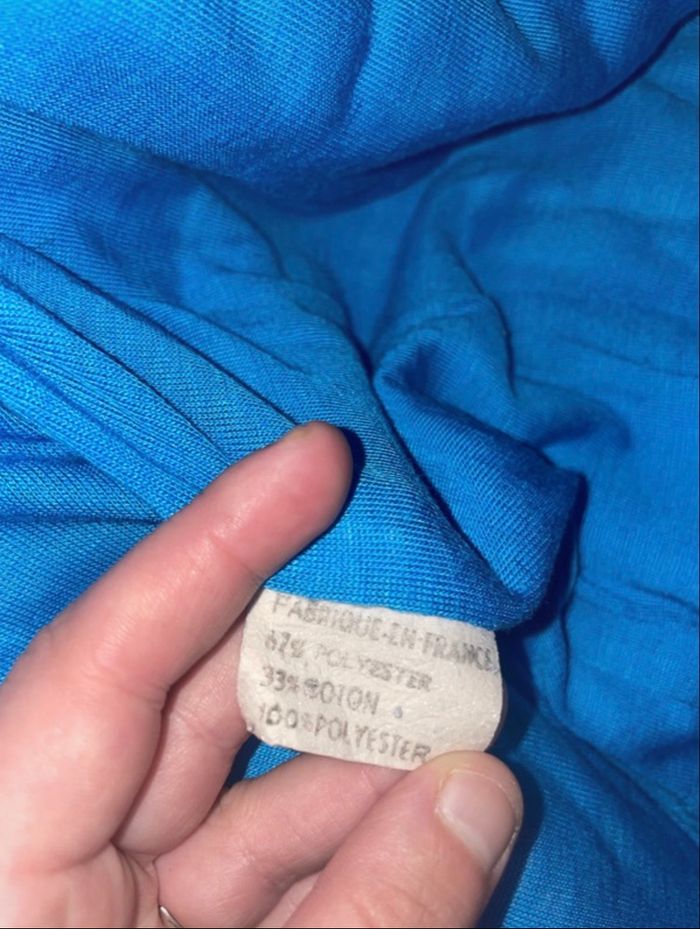 FABRIQUE-EN-FRANCE
67% POLYESTER
33% COTON
100%POLYESTER